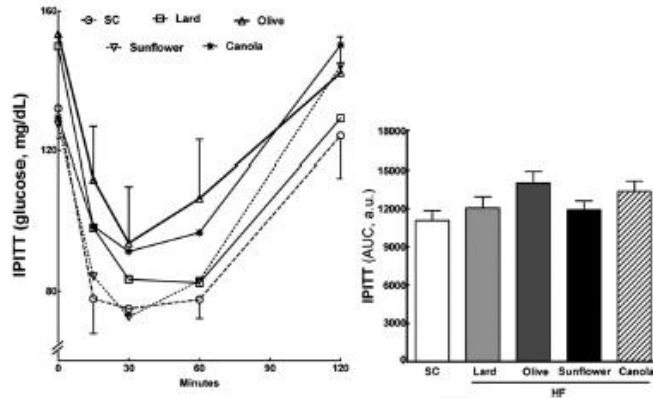 SC Lard Olive
Sunflower Canola
IPITT (glucose, mg/dL)
160
120
80
0 30 60 90 120
Minutes
IPITT (AUC, a.u.)
18000
15000
12000
9000
6000
3000
0
SC Lard Olive Sunflower Canola
HF